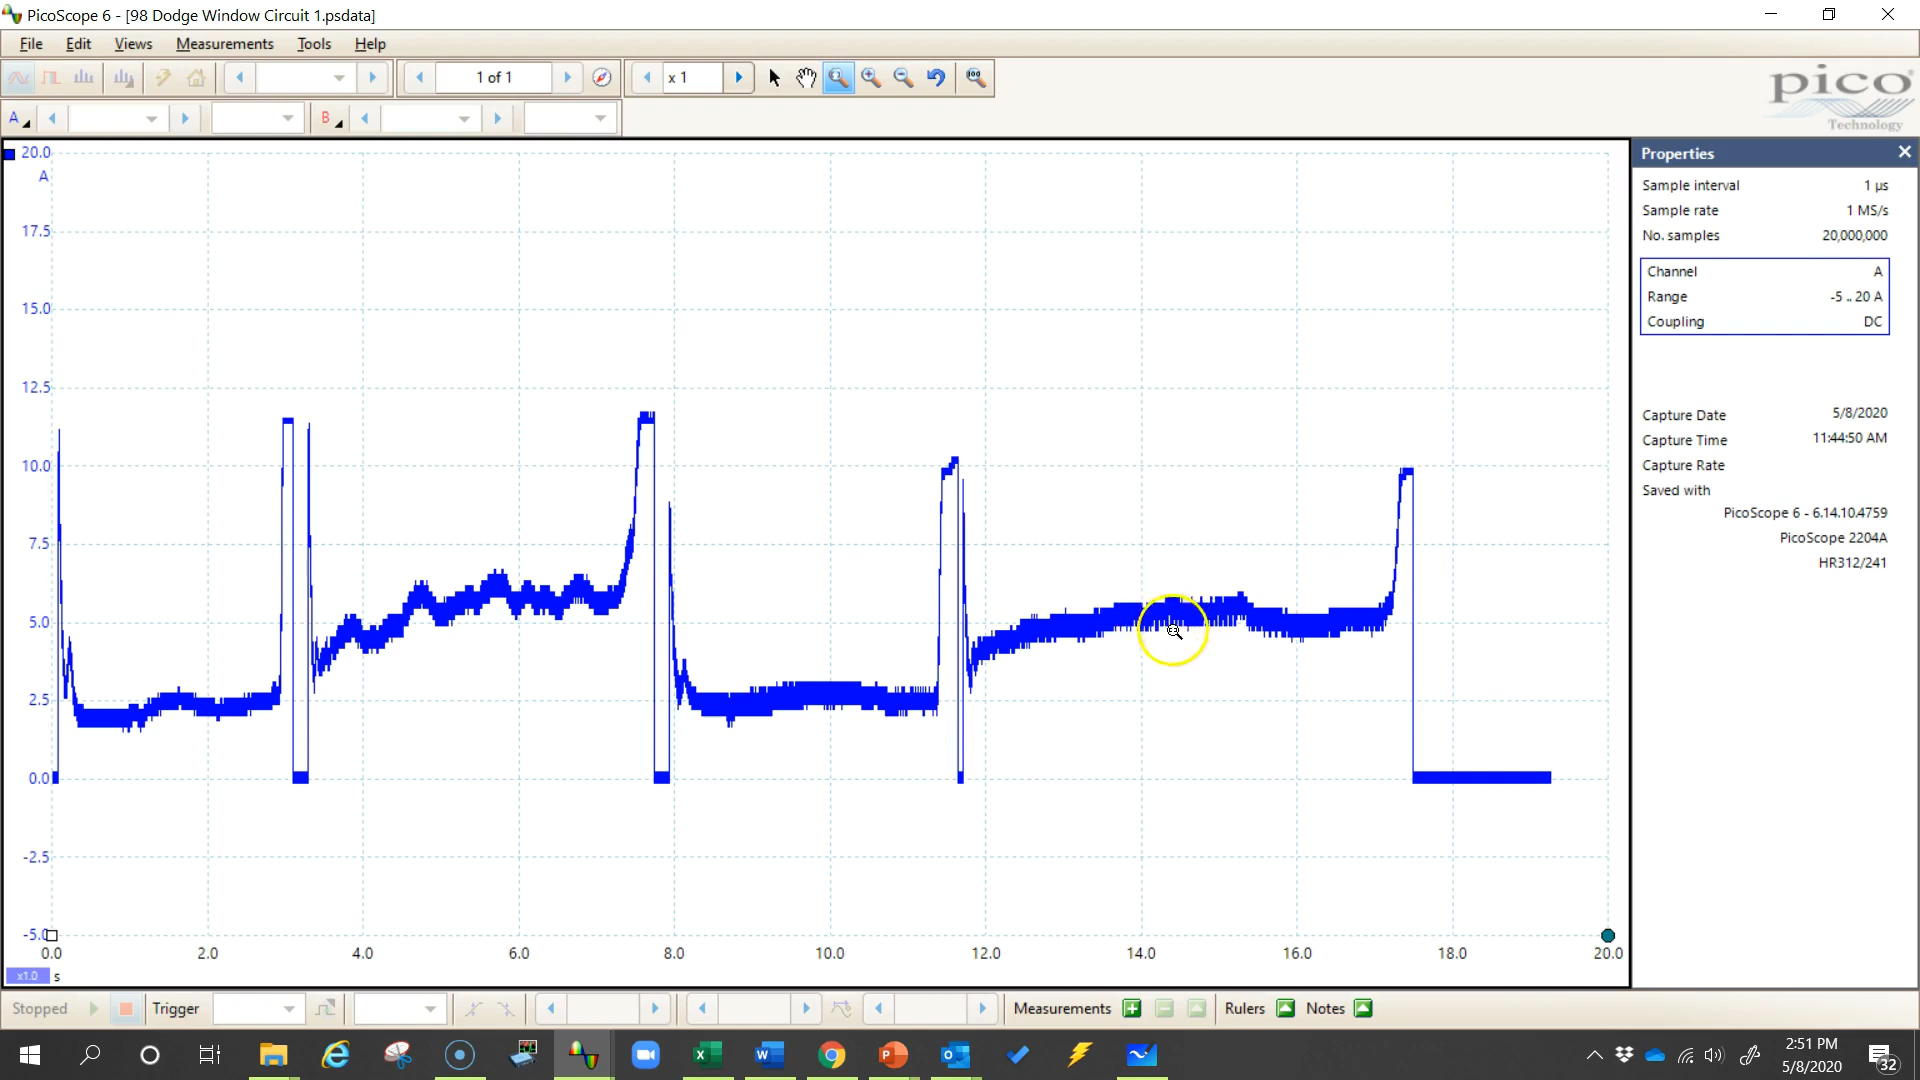 PicoScope 6 - [98 Dodge Window Circuit 1.psdata]
File Edit Views Measurements Tools Help
1 of 1 x 1 100
pico
Technology
A B
20.0
A
17.5
15.0
12.5
10.0
7.5
5.0
2.5
0.0
-2.5
-5.0
0.0 2.0 4.0 6.0 8.0 10.0 12.0 14.0 16.0 18.0 20.0
x1.0 s
Properties
Sample interval 1 µs
Sample rate 1 MS/s
No. samples 20,000,000
Channel A
Range -5 .. 20 A
Coupling DC
Capture Date 5/8/2020
Capture Time 11:44:50 AM
Capture Rate
Saved with
PicoScope 6 - 6.14.10.4759
PicoScope 2204A
HR312/241
Stopped Trigger Measurements Rulers Notes
2:51 PM
5/8/2020
32